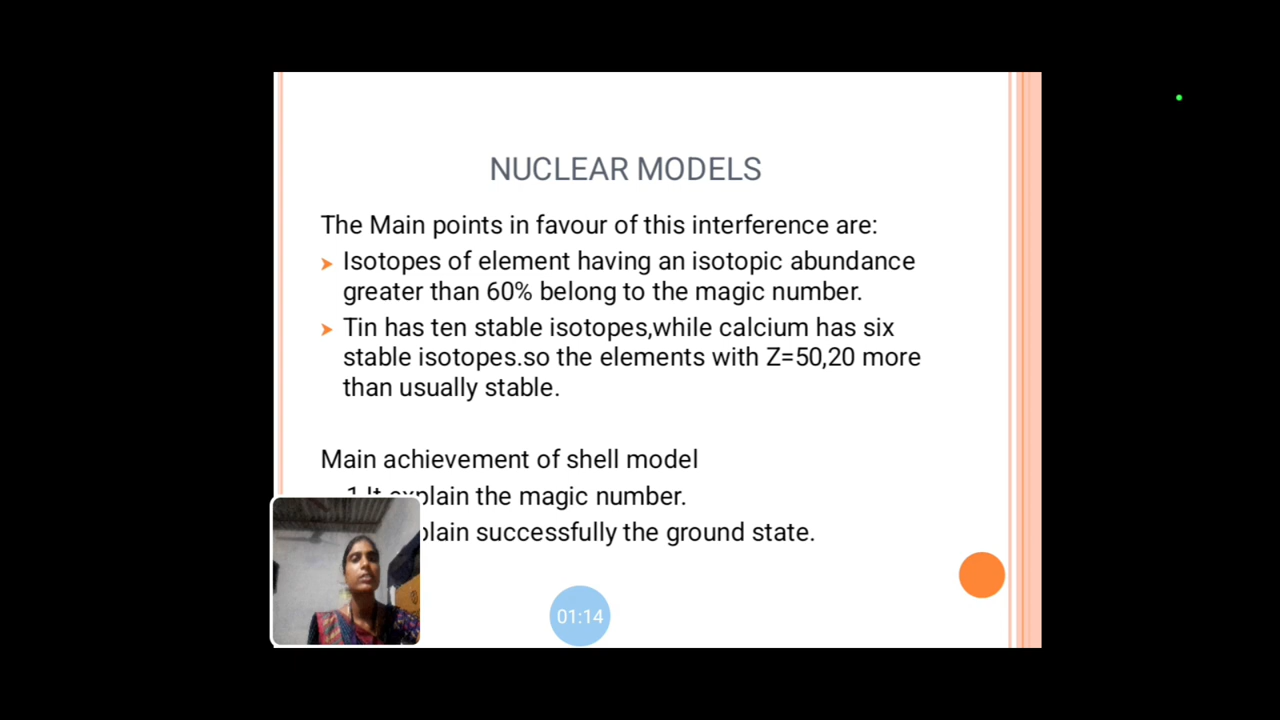 NUCLEAR MODELS
The Main points in favour of this interference are:
Isotopes of element having an isotopic abundance
greater than 60% belong to the magic number.
Tin has ten stable isotopes,while calcium has six
stable isotopes.so the elements with Z=50,20 more
than usually stable.
Main achievement of shell model
1 It explain the magic number.
plain successfully the ground state.
01:14